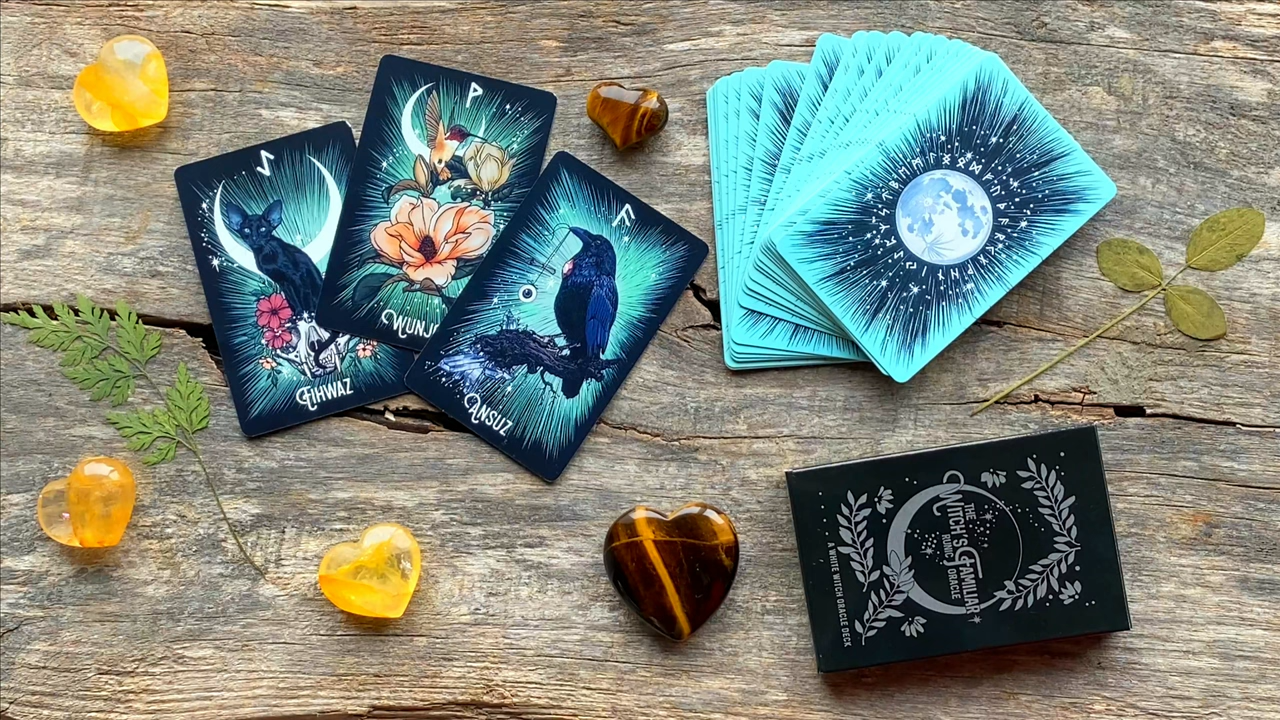 ᛇ
EIHWAZ
ᚹ
WUNJO
ᚨ
ANSUZ
THE
WITCH'S FAMILIAR
RUNIC ORACLE
A WHITE WITCH ORACLE DECK